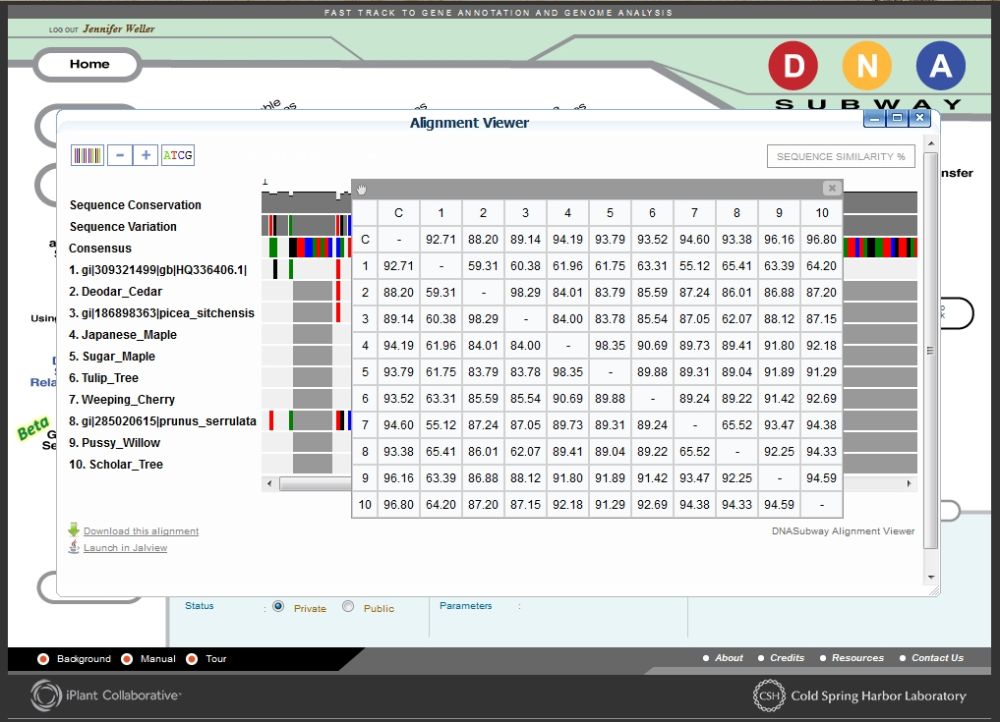 FAST TRACK TO GENE ANNOTATION AND GENOME ANALYSIS
LOG OUT Jennifer Weller
Home
D N A
SUBWAY
Alignment Viewer
ATCG
SEQUENCE SIMILARITY %
1
Sequence Conservation
Sequence Variation
Consensus
1. gi|309321499|gb|HQ336406.1|
2. Deodar_Cedar
3. gi|186898363|picea_sitchensis
4. Japanese_Maple
5. Sugar_Maple
6. Tulip_Tree
7. Weeping_Cherry
8. gi|285020615|prunus_serrulata
9. Pussy_Willow
10. Scholar_Tree
C 1 2 3 4 5 6 7 8 9 10
C - 92.71 88.20 89.14 94.19 93.79 93.52 94.60 93.38 96.16 96.80
1 92.71 - 59.31 60.38 61.96 61.75 63.31 55.12 65.41 63.39 64.20
2 88.20 59.31 - 98.29 84.01 83.79 85.59 87.24 86.01 86.88 87.20
3 89.14 60.38 98.29 - 84.00 83.78 85.54 87.05 62.07 88.12 87.15
4 94.19 61.96 84.01 84.00 - 98.35 90.69 89.73 89.41 91.80 92.18
5 93.79 61.75 83.79 83.78 98.35 - 89.88 89.31 89.04 91.89 91.29
6 93.52 63.31 85.59 85.54 90.69 89.88 - 89.24 89.22 91.42 92.69
7 94.60 55.12 87.24 87.05 89.73 89.31 89.24 - 65.52 93.47 94.38
8 93.38 65.41 86.01 62.07 89.41 89.04 89.22 65.52 - 92.25 94.33
9 96.16 63.39 86.88 88.12 91.80 91.89 91.42 93.47 92.25 - 94.59
10 96.80 64.20 87.20 87.15 92.18 91.29 92.69 94.38 94.33 94.59 -
Beta
Download this alignment
Launch in Jalview
DNASubway Alignment Viewer
Status : Private Public
Parameters :
Background Manual Tour
About Credits Resources Contact Us
iPlant Collaborative™
CSH Cold Spring Harbor Laboratory